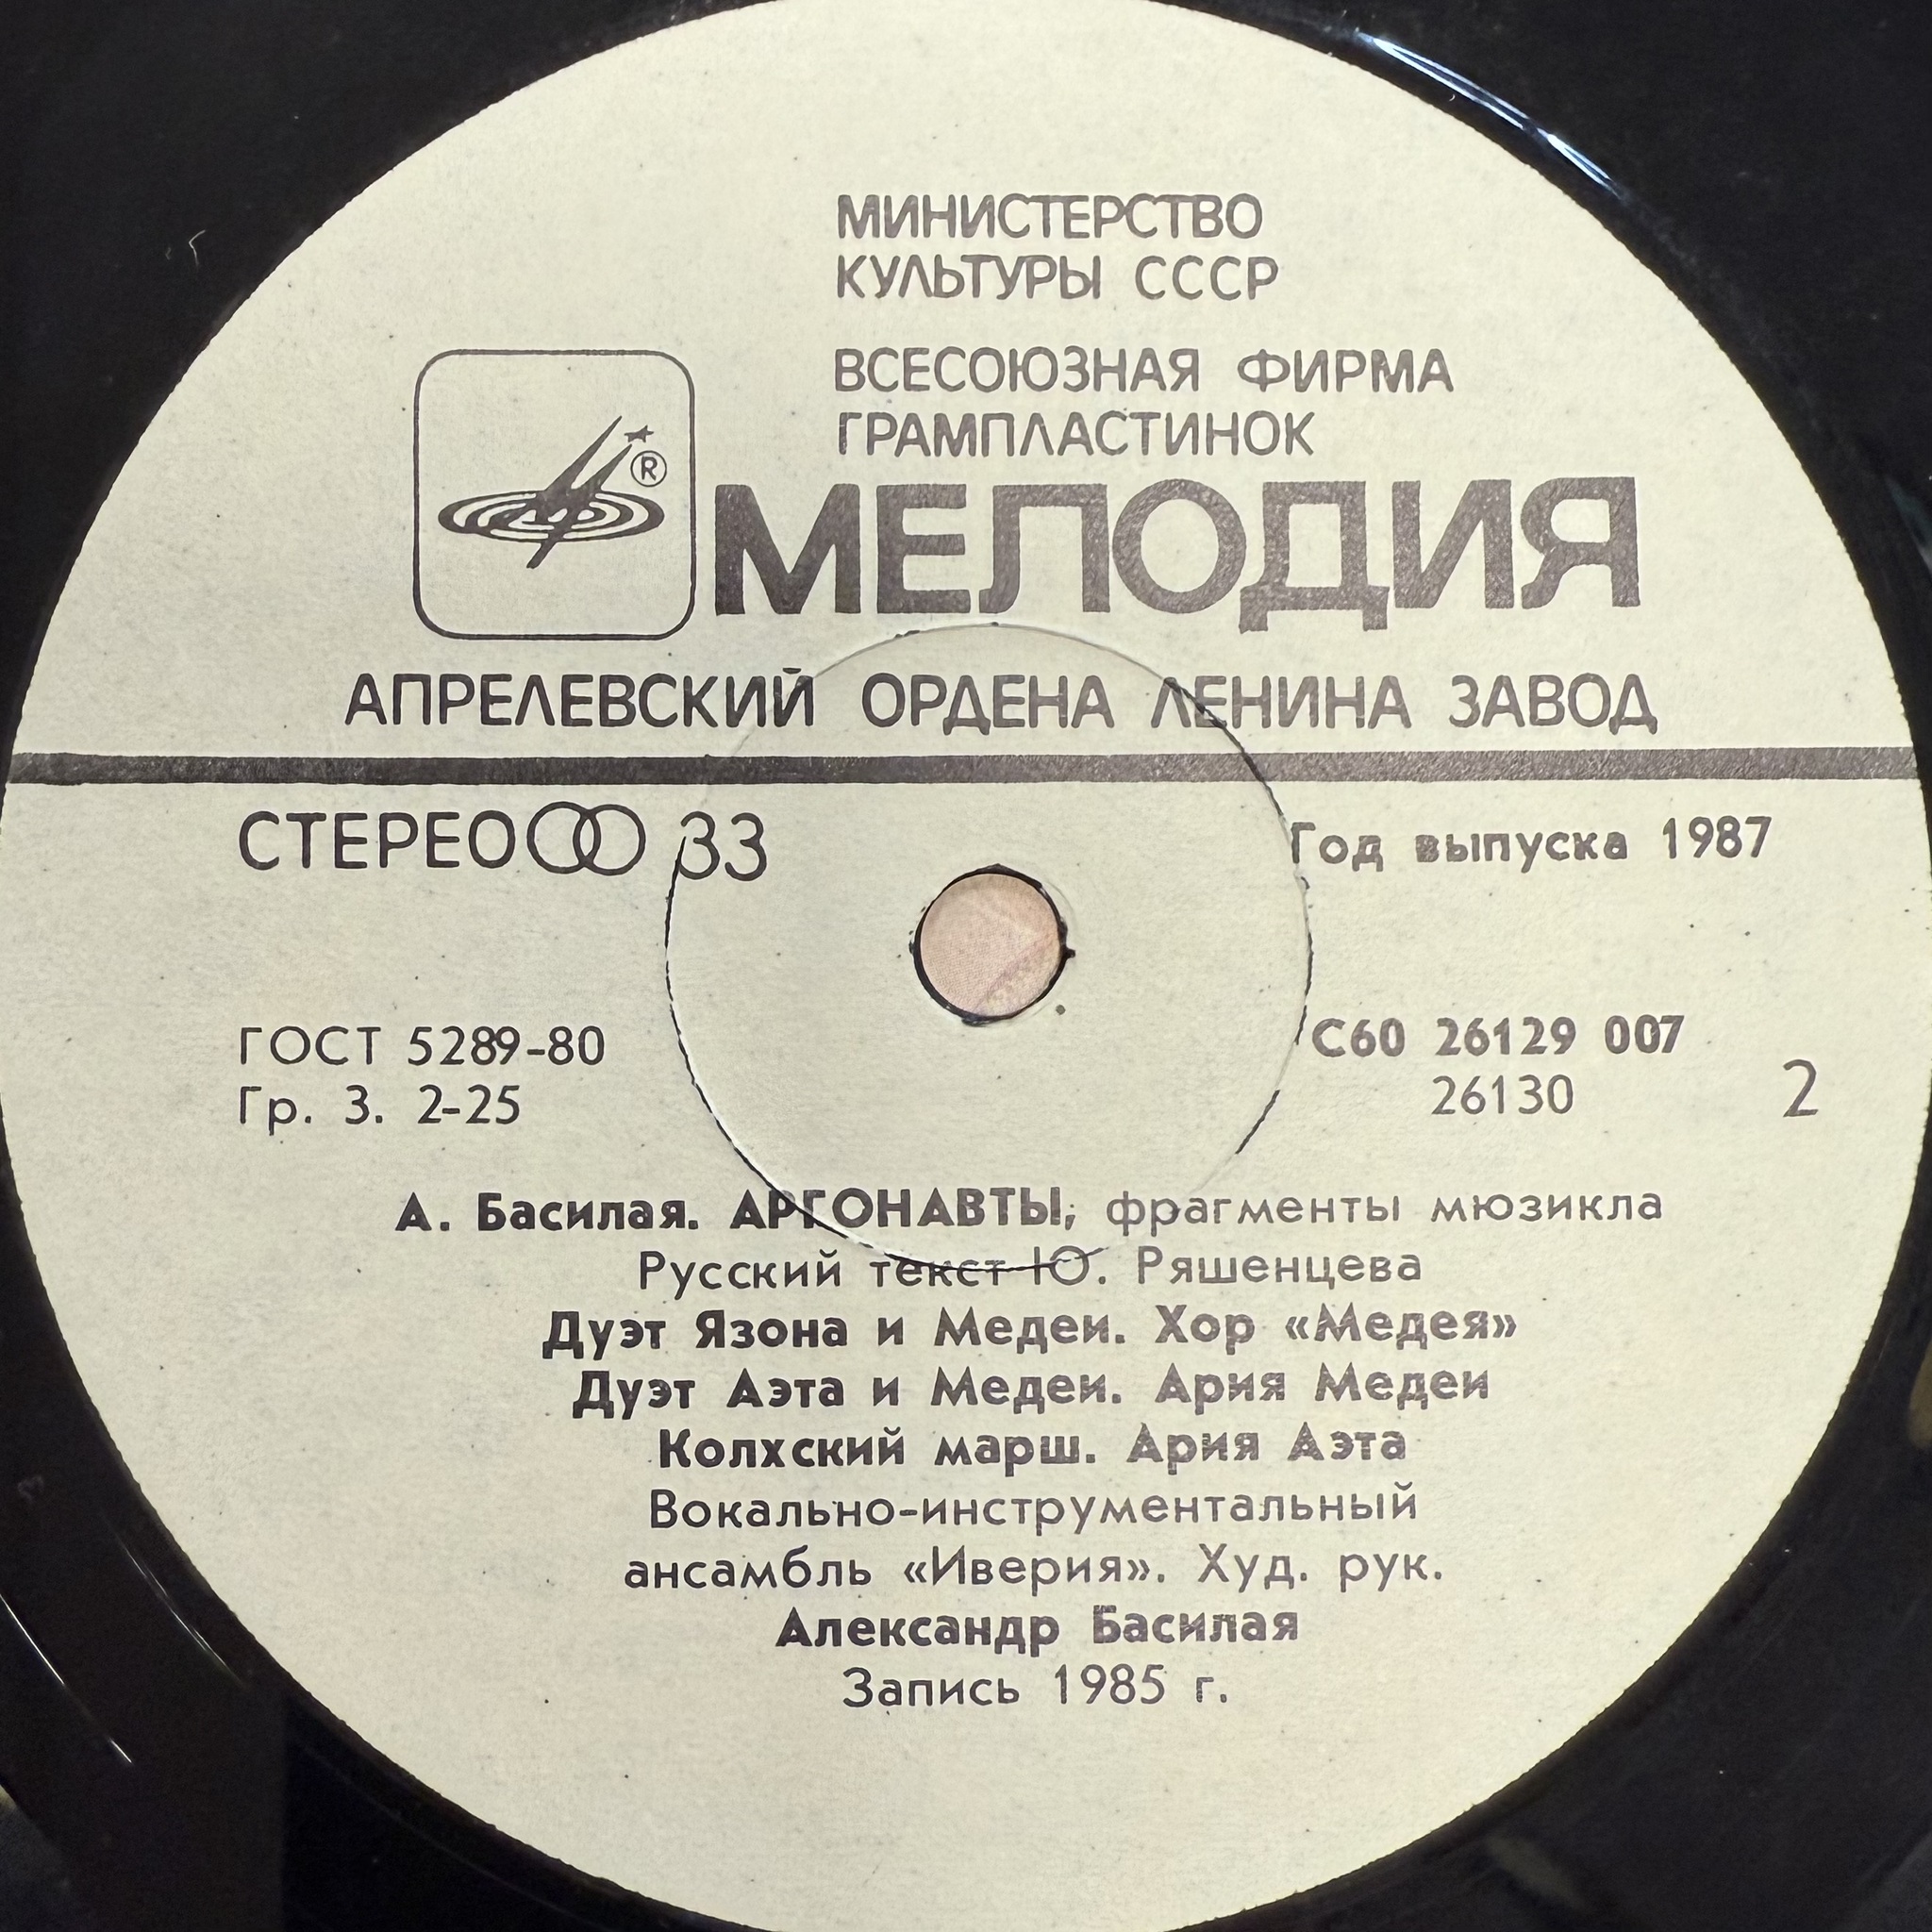 МИНИСТЕРСТВО
КУЛЬТУРЫ СССР
ВСЕСОЮЗНАЯ ФИРМА
ГРАМПЛАСТИНОК
®
МЕЛОДИЯ
АПРЕЛЕВСКИЙ ОРДЕНА ЛЕНИНА ЗАВОД
СТЕРЕО 33
Год выпуска 1987
ГОСТ 5289-80
Гр. 3. 2-25
С60 26129 007
26130
2
А. Басилая. АРГОНАВТЫ, фрагменты мюзикла
Русский текст Ю. Ряшенцева
Дуэт Язона и Медеи. Хор «Медея»
Дуэт Аэта и Медеи. Ария Медеи
Колхский марш. Ария Аэта
Вокально-инструментальный
ансамбль «Иверия». Худ. рук.
Александр Басилая
Запись 1985 г.